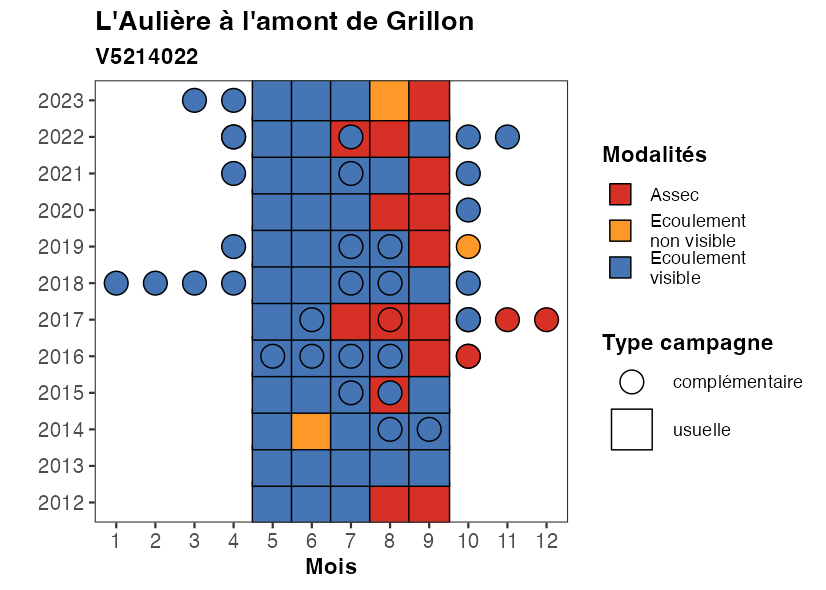 L'Aulière à l'amont de Grillon
V5214022
2023
2022
2021
2020
2019
2018
2017
2016
2015
2014
2013
2012
1 2 3 4 5 6 7 8 9 10 11 12
Mois
Modalités
Assec
Ecoulement
non visible
Ecoulement
visible
Type campagne
complémentaire
usuelle